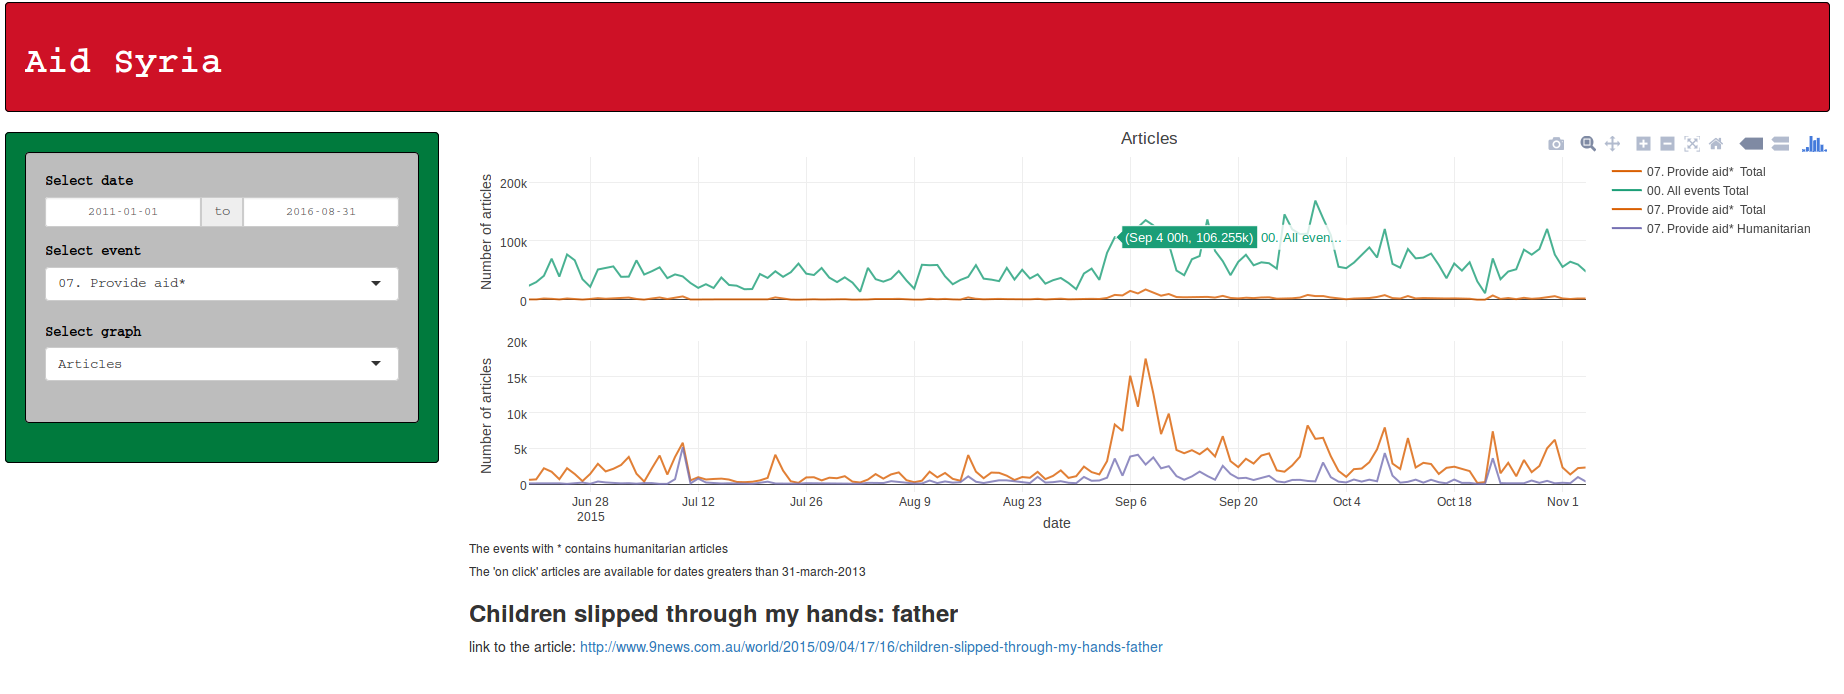 Aid Syria
Select date
2011-01-01 to 2016-08-31
Select event
07. Provide aid*
Select graph
Articles
Articles
07. Provide aid* Total
00. All events Total
07. Provide aid* Total
07. Provide aid* Humanitarian
Number of articles
200k
100k
0
(Sep 4 00h, 106.255k) 00. All even...
Number of articles
20k
15k
10k
5k
0
Jun 28 Jul 12 Jul 26 Aug 9 Aug 23 Sep 6 Sep 20 Oct 4 Oct 18 Nov 1
2015
date
The events with * contains humanitarian articles
The 'on click' articles are available for dates greaters than 31-march-2013
Children slipped through my hands: father
link to the article: http://www.9news.com.au/world/2015/09/04/17/16/children-slipped-through-my-hands-father